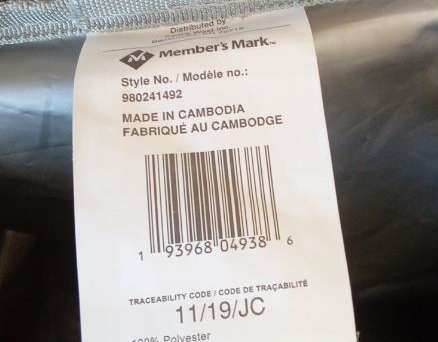 Distributed by
Member's Mark™
Style No. / Modèle no.:
980241492
MADE IN CAMBODIA
FABRIQUÉ AU CAMBODGE
1 93968 04938 6
TRACEABILITY CODE / CODE DE TRAÇABILITÉ
11/19/JC
100% Polyester